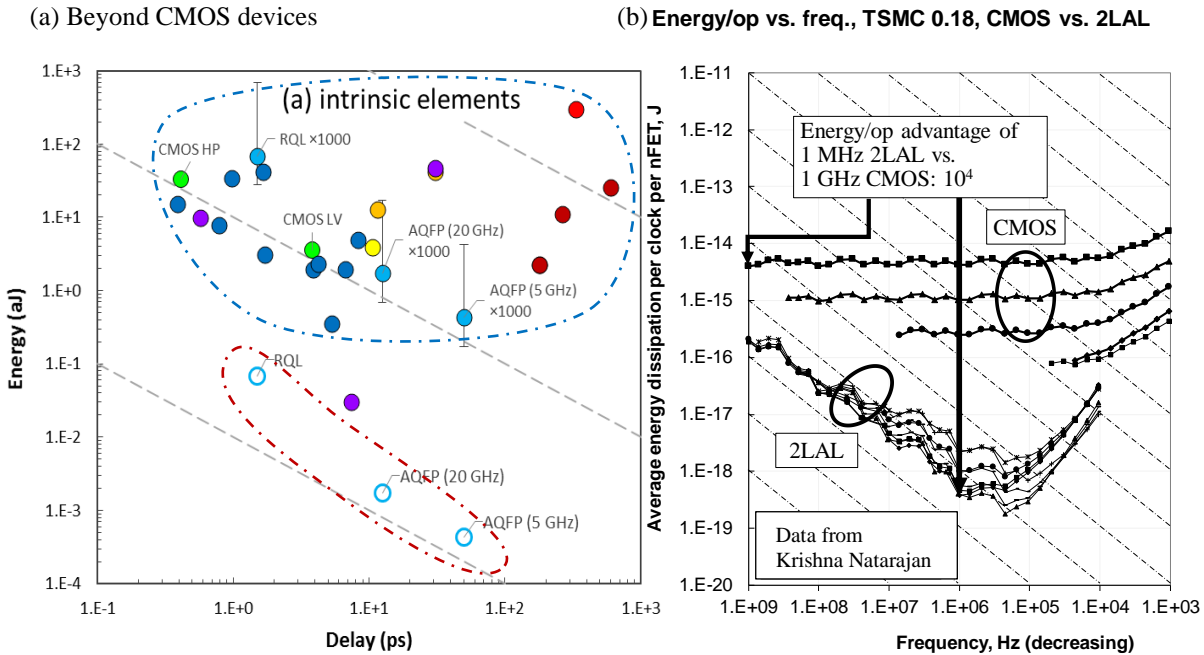 (a) Beyond CMOS devices
1.E+3
1.E+2
1.E+1
1.E+0
1.E-1
1.E-2
1.E-3
1.E-4
Energy (aJ)
(a) intrinsic elements
RQL ×1000
CMOS HP
CMOS LV
AQFP (20 GHz)
×1000
AQFP (5 GHz)
×1000
RQL
AQFP (20 GHz)
AQFP (5 GHz)
1.E-1
1.E+0
1.E+1
1.E+2
1.E+3
Delay (ps)
(b) Energy/op vs. freq., TSMC 0.18, CMOS vs. 2LAL
1.E-11
1.E-12
1.E-13
1.E-14
1.E-15
1.E-16
1.E-17
1.E-18
1.E-19
1.E-20
Average energy dissipation per clock per nFET, J
Energy/op advantage of
1 MHz 2LAL vs.
1 GHz CMOS: 10⁴
CMOS
2LAL
Data from
Krishna Natarajan
1.E+09
1.E+08
1.E+07
1.E+06
1.E+05
1.E+04
1.E+03
Frequency, Hz (decreasing)